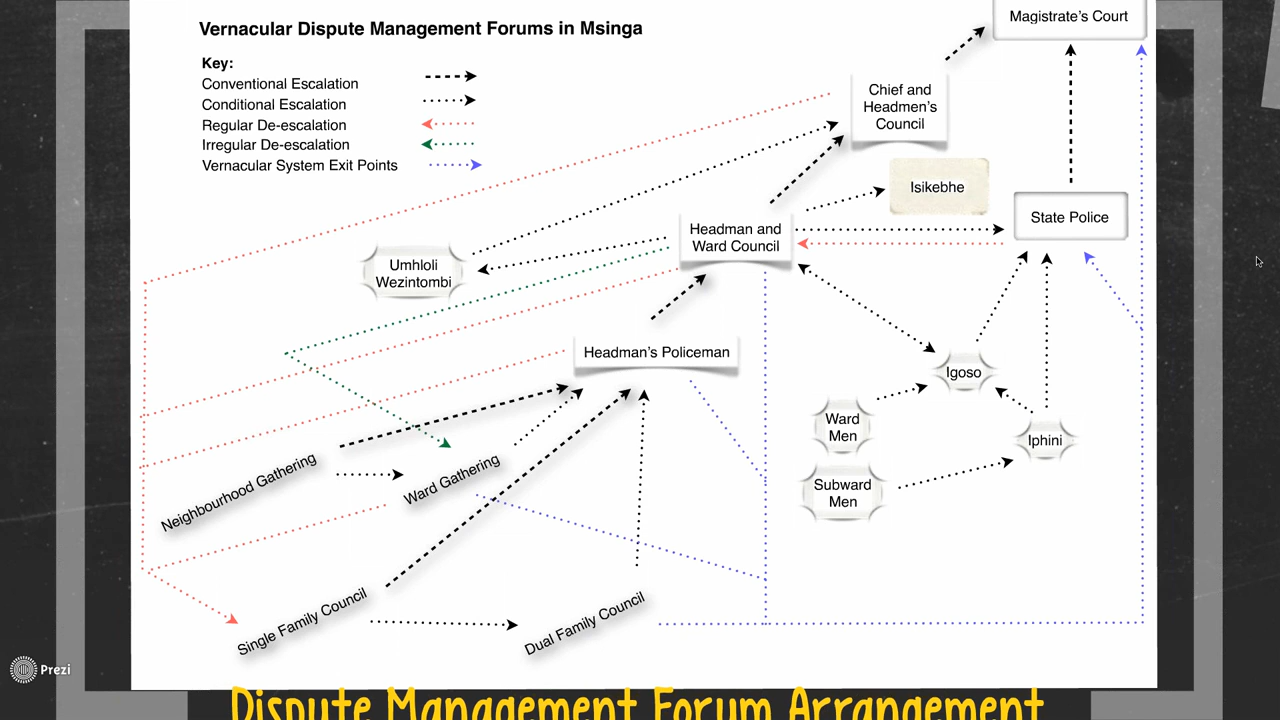 Vernacular Dispute Management Forums in Msinga
Key:
Conventional Escalation
Conditional Escalation
Regular De-escalation
Irregular De-escalation
Vernacular System Exit Points
Magistrate's Court
Chief and
Headmen's
Council
Isikebhe
State Police
Headman and
Ward Council
Umhloli
Wezintombi
Headman's Policeman
Igoso
Ward
Men
Iphini
Subward
Men
Neighbourhood Gathering
Ward Gathering
Single Family Council
Dual Family Council
Prezi
Dispute Management Forum Arrangement